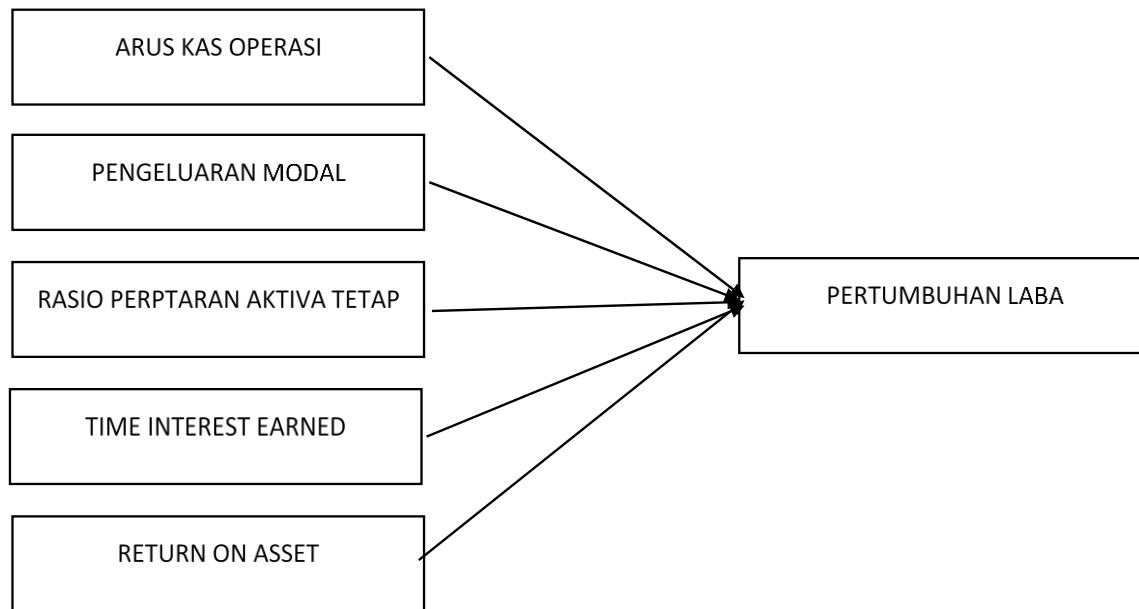 ARUS KAS OPERASI
PENGELUARAN MODAL
RASIO PERPTARAN AKTIVA TETAP
TIME INTEREST EARNED
RETURN ON ASSET
PERTUMBUHAN LABA